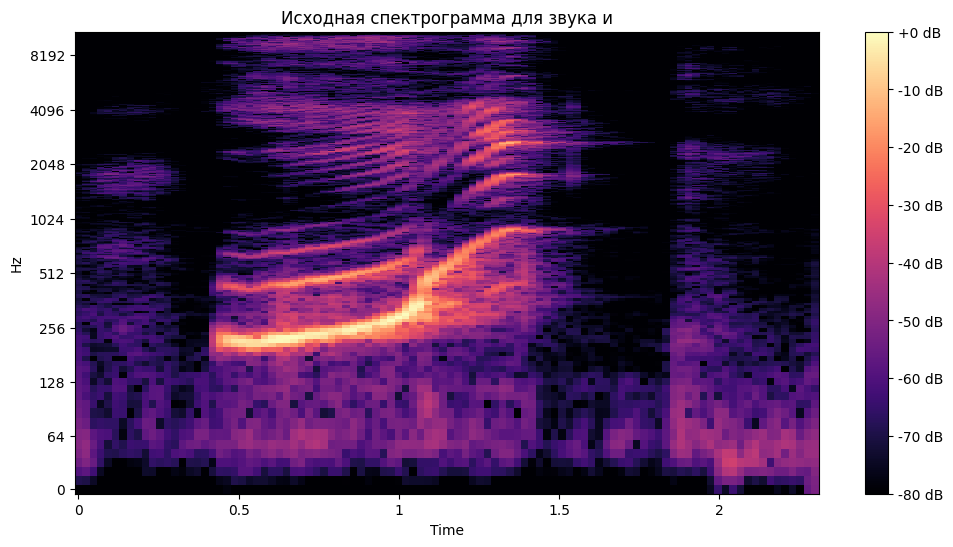 Исходная спектрограмма для звука и
Hz
8192
4096
2048
1024
512
256
128
64
0
0
0.5
1
1.5
2
Time
+0 dB
-10 dB
-20 dB
-30 dB
-40 dB
-50 dB
-60 dB
-70 dB
-80 dB